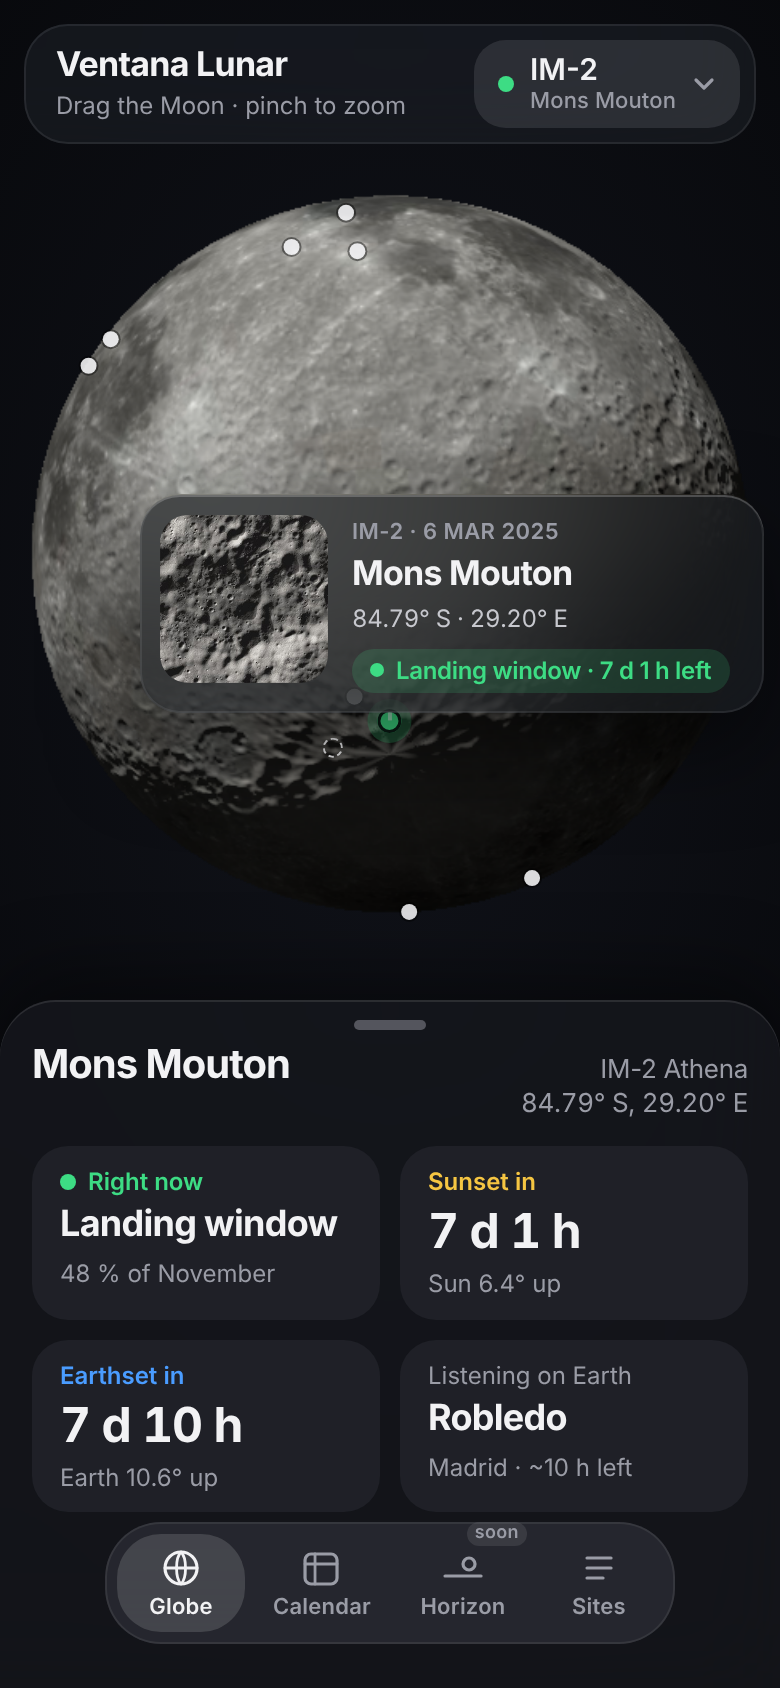 Ventana Lunar
Drag the Moon · pinch to zoom
IM-2
Mons Mouton
IM-2 · 6 MAR 2025
Mons Mouton
84.79° S · 29.20° E
Landing window · 7 d 1 h left
Mons Mouton
IM-2 Athena
84.79° S, 29.20° E
Right now
Landing window
48 % of November
Sunset in
7 d 1 h
Sun 6.4° up
Earthset in
7 d 10 h
Earth 10.6° up
Listening on Earth
Robledo
Madrid · ~10 h left
soon
Globe
Calendar
Horizon
Sites